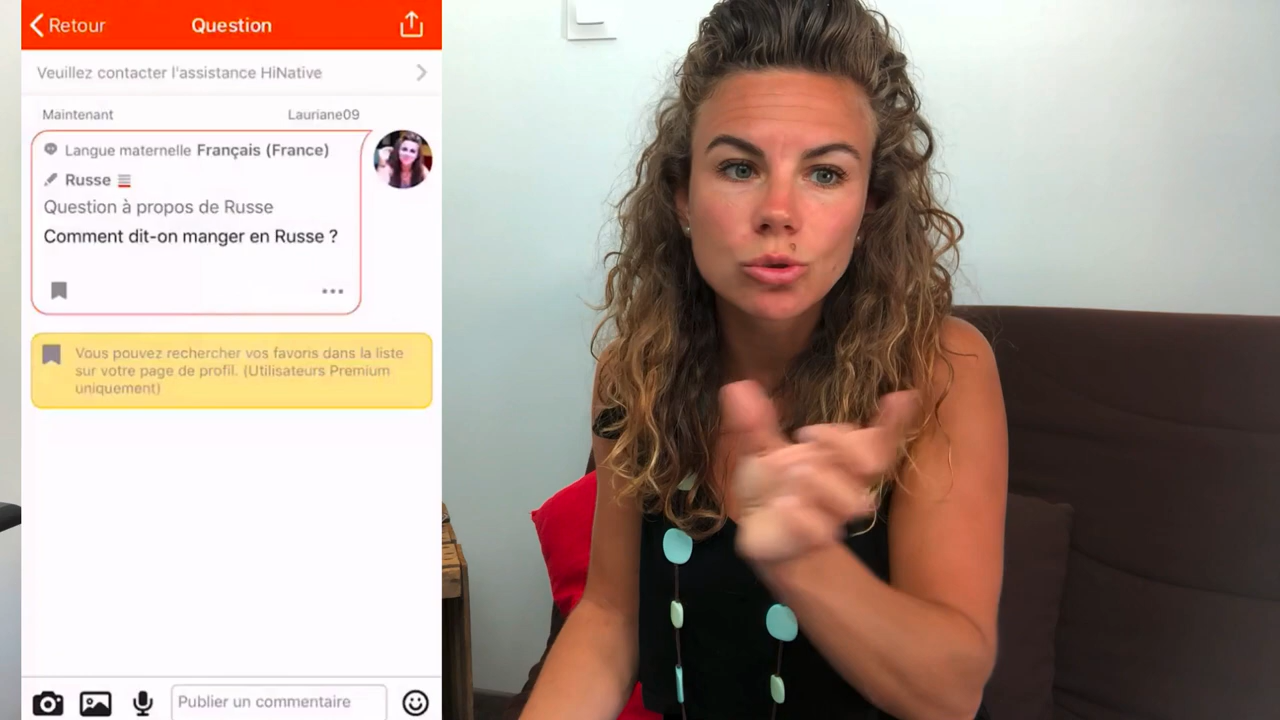 Retour
Question
Veuillez contacter l'assistance HiNative
Maintenant
Lauriane09
Langue maternelle Français (France)
Russe
Question à propos de Russe
Comment dit-on manger en Russe ?
Vous pouvez rechercher vos favoris dans la liste
sur votre page de profil. (Utilisateurs Premium
uniquement)
Publier un commentaire